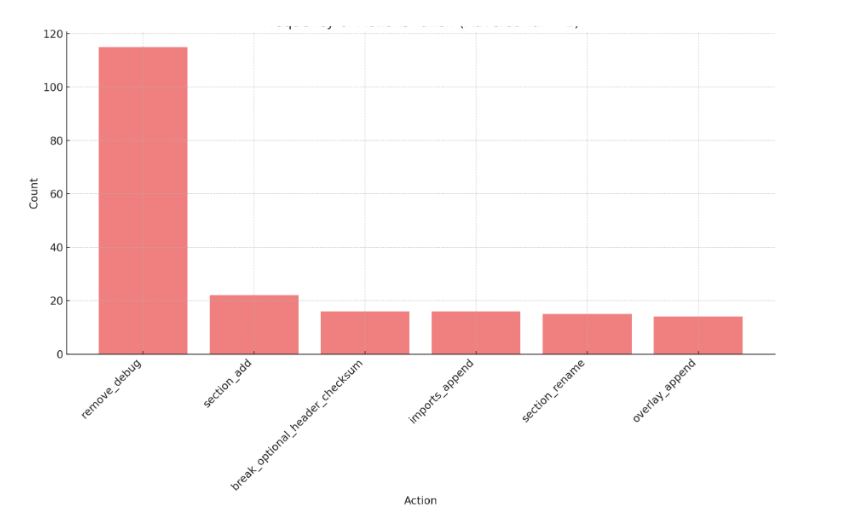 120
100
80
60
40
20
0
Count
remove_debug
section_add
break_optional_header_checksum
imports_append
section_rename
overlay_append
Action